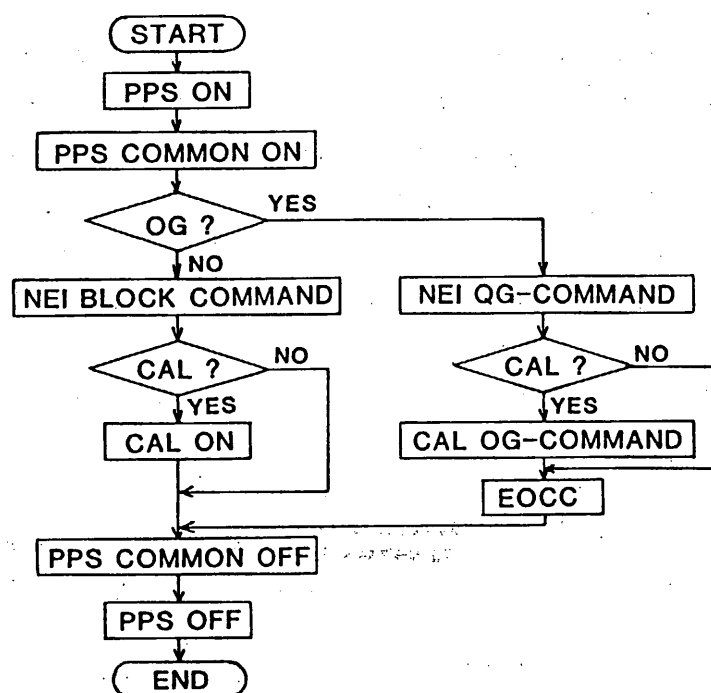 START
PPS ON
PPS COMMON ON
OG ?
YES
NO
NEI BLOCK COMMAND
NEI QG-COMMAND
CAL ?
NO
YES
CAL ON
CAL ?
NO
YES
CAL OG-COMMAND
EOCC
PPS COMMON OFF
PPS OFF
END